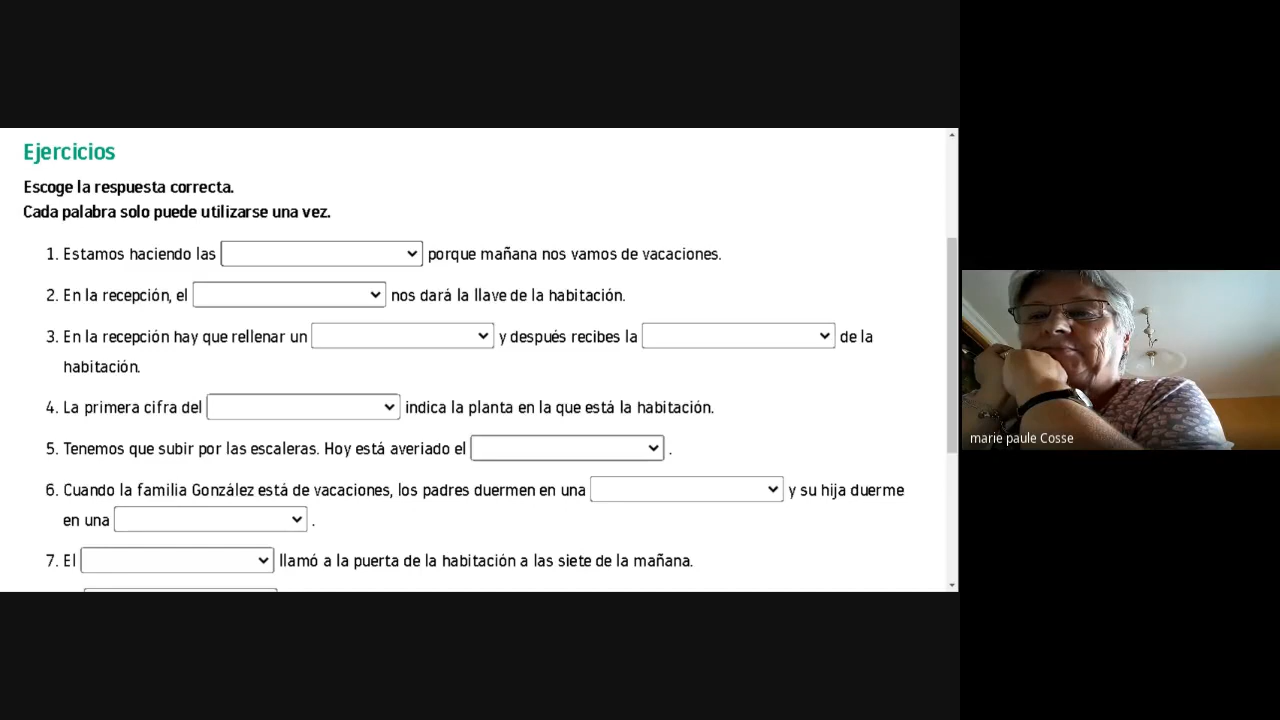 Ejercicios
Escoge la respuesta correcta.
Cada palabra solo puede utilizarse una vez.
1. Estamos haciendo las porque mañana nos vamos de vacaciones.
2. En la recepción, el nos dará la llave de la habitación.
3. En la recepción hay que rellenar un y después recibes la de la
habitación.
4. La primera cifra del indica la planta en la que está la habitación.
5. Tenemos que subir por las escaleras. Hoy está averiado el .
6. Cuando la familia González está de vacaciones, los padres duermen en una y su hija duerme
en una .
7. El llamó a la puerta de la habitación a las siete de la mañana.
marie paule Cosse